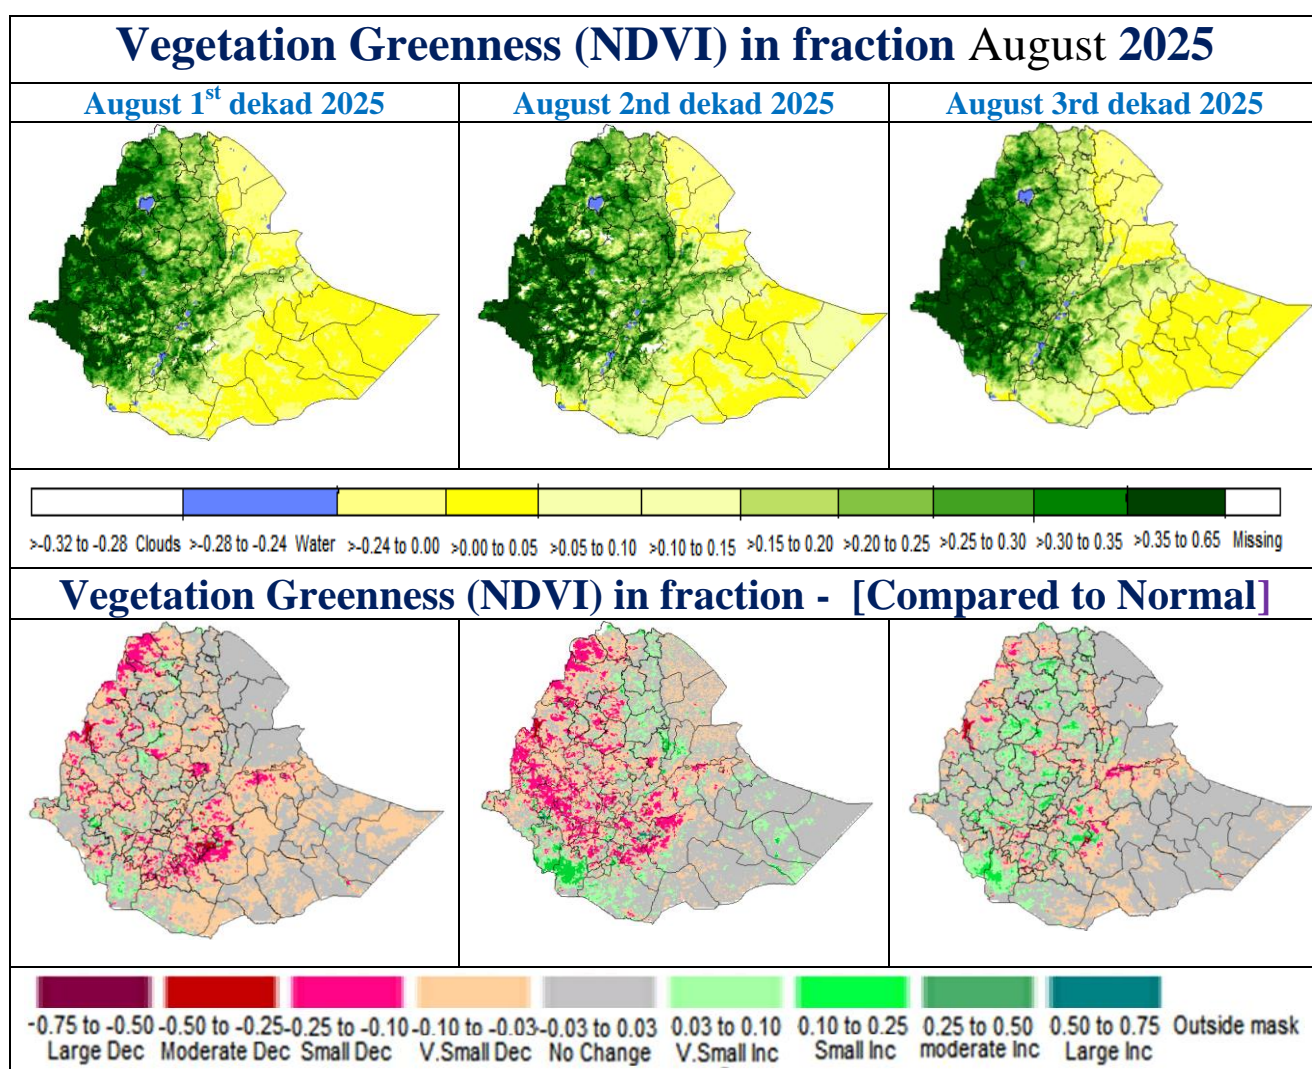 Vegetation Greenness (NDVI) in fraction August 2025
August 1st dekad 2025
August 2nd dekad 2025
August 3rd dekad 2025
>-0.32 to -0.28 Clouds >-0.28 to -0.24 Water >-0.24 to 0.00 >0.00 to 0.05 >0.05 to 0.10 >0.10 to 0.15 >0.15 to 0.20 >0.20 to 0.25 >0.25 to 0.30 >0.30 to 0.35 >0.35 to 0.65 Missing
Vegetation Greenness (NDVI) in fraction - [Compared to Normal]
-0.75 to -0.50 -0.50 to -0.25 -0.25 to -0.10 -0.10 to -0.03 -0.03 to 0.03 0.03 to 0.10 0.10 to 0.25 0.25 to 0.50 0.50 to 0.75 Outside mask
Large Dec Moderate Dec Small Dec V.Small Dec No Change V.Small Inc Small Inc moderate Inc Large Inc